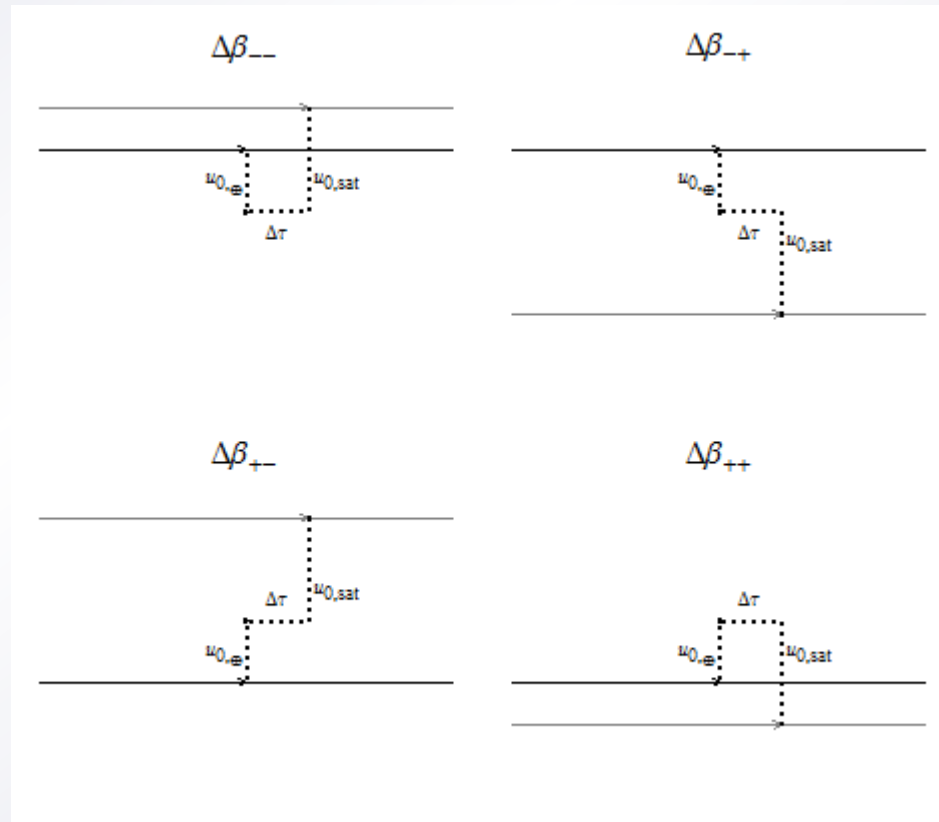 Δβ₋₋ Δβ₋₊
u₀,⊕ u₀,sat u₀,⊕
Δτ Δτ u₀,sat
Δβ₊₋ Δβ₊₊
Δτ u₀,sat Δτ
u₀,⊕ u₀,⊕ u₀,sat